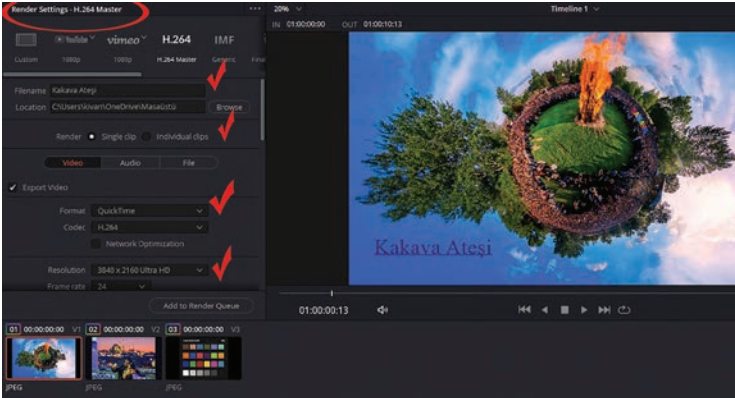 Render Settings - H.264 Master
20%
Timeline 1
IN 01:00:00:00 OUT 01:00:10:13
YouTube vimeo H.264 IMF
Custom 1080p 1080p H.264 Master Generic Final
Filename Kakava Ateşi
Location C:\Users\kivan\OneDrive\Masaüstü Browse
Render Single clip Individual clips
Video Audio File
Export Video
Format QuickTime
Codec H.264
Network Optimization
Resolution 3840 x 2160 Ultra HD
Frame rate 24
Add to Render Queue
Kakava Ateşi
01:00:00:13
01 00:00:00:00 V1 02 00:00:00:00 V2 03 00:00:00:00 V3
JPEG JPEG JPEG